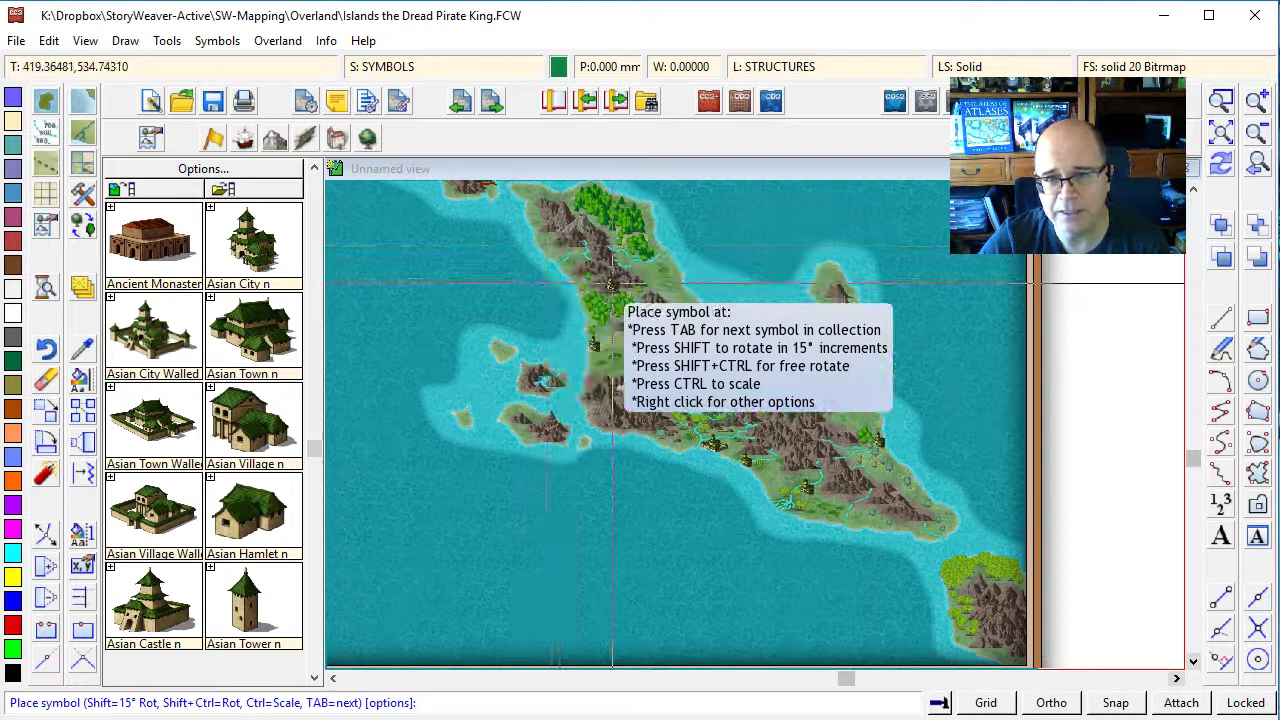 K:\Dropbox\StoryWeaver-Active\SW-Mapping\Overland\Islands the Dread Pirate King.FCW
File Edit View Draw Tools Symbols Overland Info Help
T: 419.36481,534.74310 S: SYMBOLS P:0.000 mm W: 0.00000 L: STRUCTURES LS: Solid FS: solid 20 Bitmap
Options...
Unnamed view
Ancient Monaster
Asian City n
Asian City Walled
Asian Town n
Asian Town Walle
Asian Village n
Asian Village Walle
Asian Hamlet n
Asian Castle n
Asian Tower n
Place symbol at:
*Press TAB for next symbol in collection
*Press SHIFT to rotate in 15° increments
*Press SHIFT+CTRL for free rotate
*Press CTRL to scale
*Right click for other options
THE ATLAS OF ATLASES
Place symbol (Shift=15° Rot, Shift+Ctrl=Rot, Ctrl=Scale, TAB=next) [options]:
Grid Ortho Snap Attach Locked